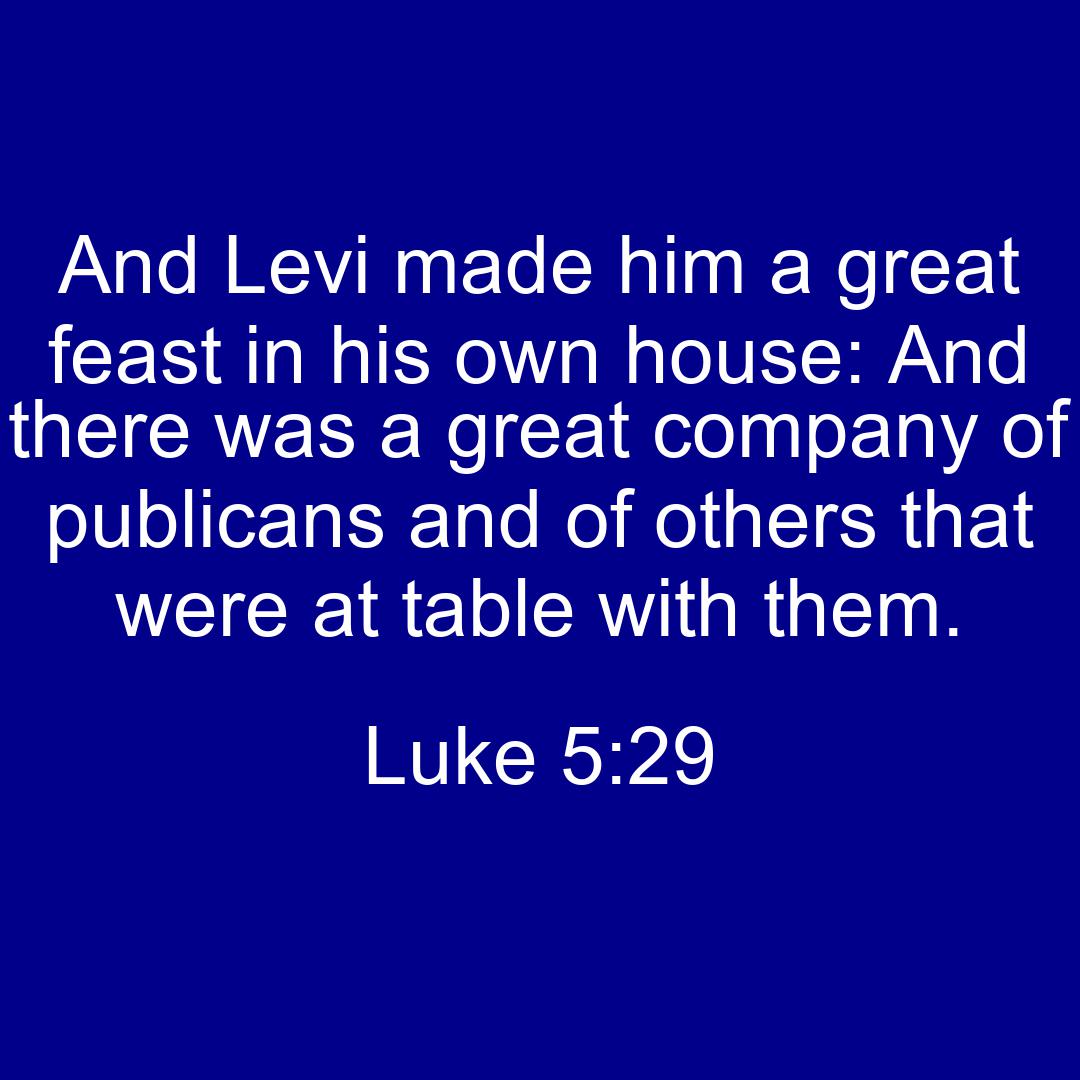 And Levi made him a great
feast in his own house: And
there was a great company of
publicans and of others that
were at table with them.
Luke 5:29